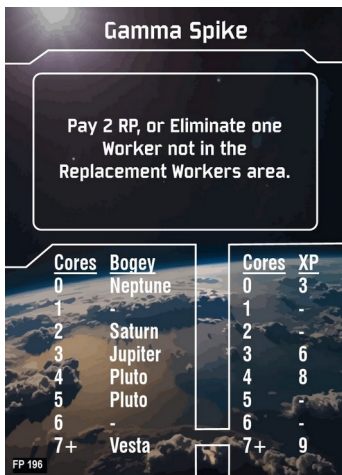 Gamma Spike
Pay 2 RP, or Eliminate one
Worker not in the
Replacement Workers area.
Cores Bogey
0 Neptune
1 -
2 Saturn
3 Jupiter
4 Pluto
5 Pluto
6 -
7+ Vesta
Cores XP
0 3
1 -
2 -
3 6
4 8
5 -
6 -
7+ 9
FP 196